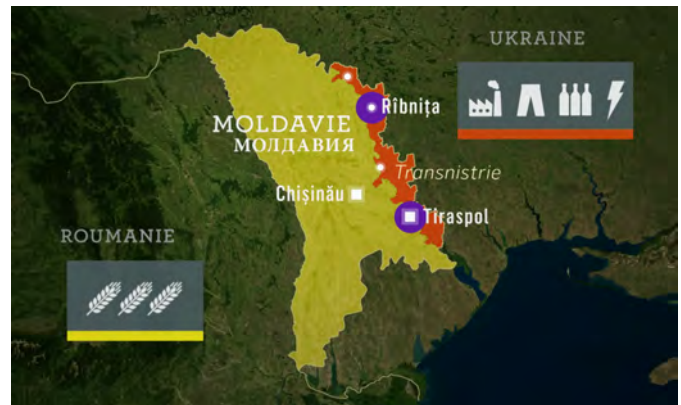 UKRAINE
Rîbnița
MOLDAVIE
МОЛДАВИЯ
Transnistrie
Chișinău
Tiraspol
ROUMANIE